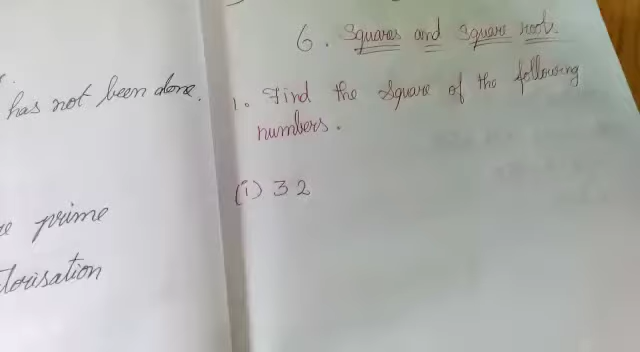 has not been done.
prime
6. Squares and square root.
1. Find the square of the following
numbers.
(i) 32